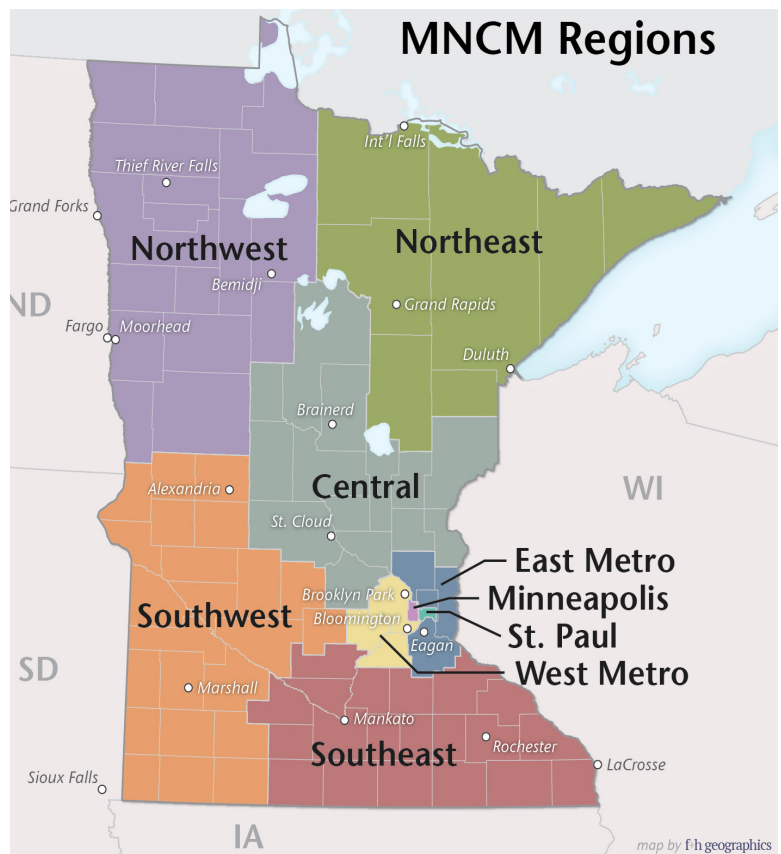 MNCM Regions
Int'l Falls
Thief River Falls
Grand Forks
Northwest
Northeast
Bemidji
ND
Grand Rapids
Fargo
Moorhead
Duluth
Brainerd
Central
Alexandria
WI
St. Cloud
East Metro
Brooklyn Park
Minneapolis
Southwest
Bloomington
St. Paul
Eagan
SD
West Metro
Marshall
Mankato
Rochester
Southeast
LaCrosse
Sioux Falls
IA
map by f+h geographics